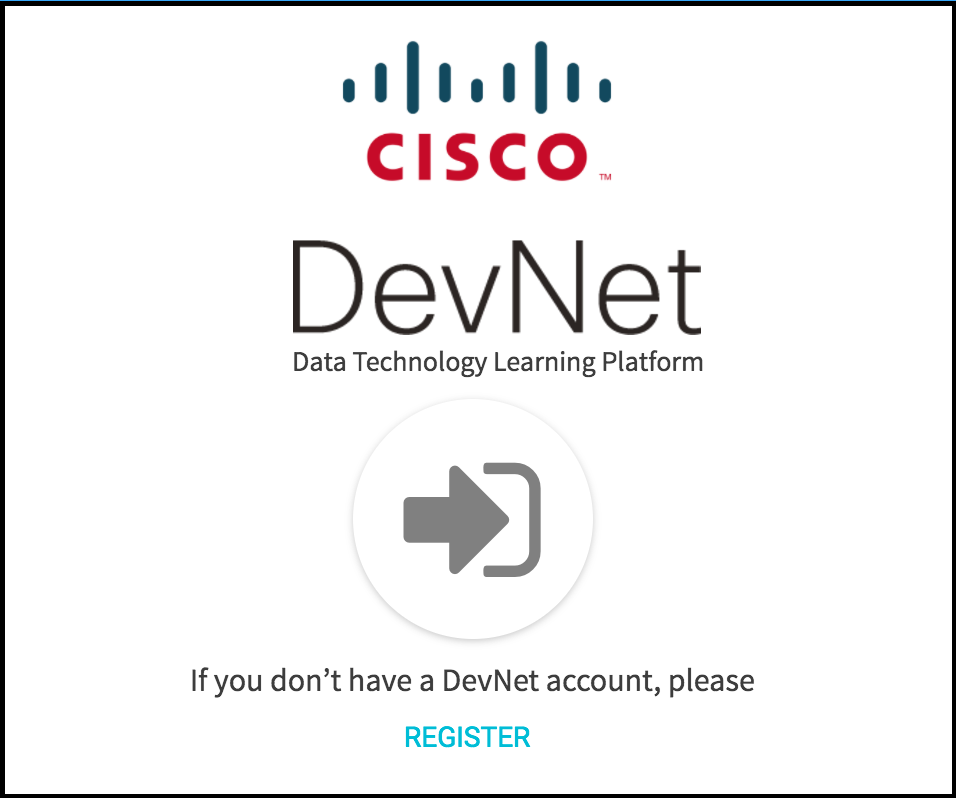 CISCO ™
DevNet
Data Technology Learning Platform
If you don’t have a DevNet account, please
REGISTER